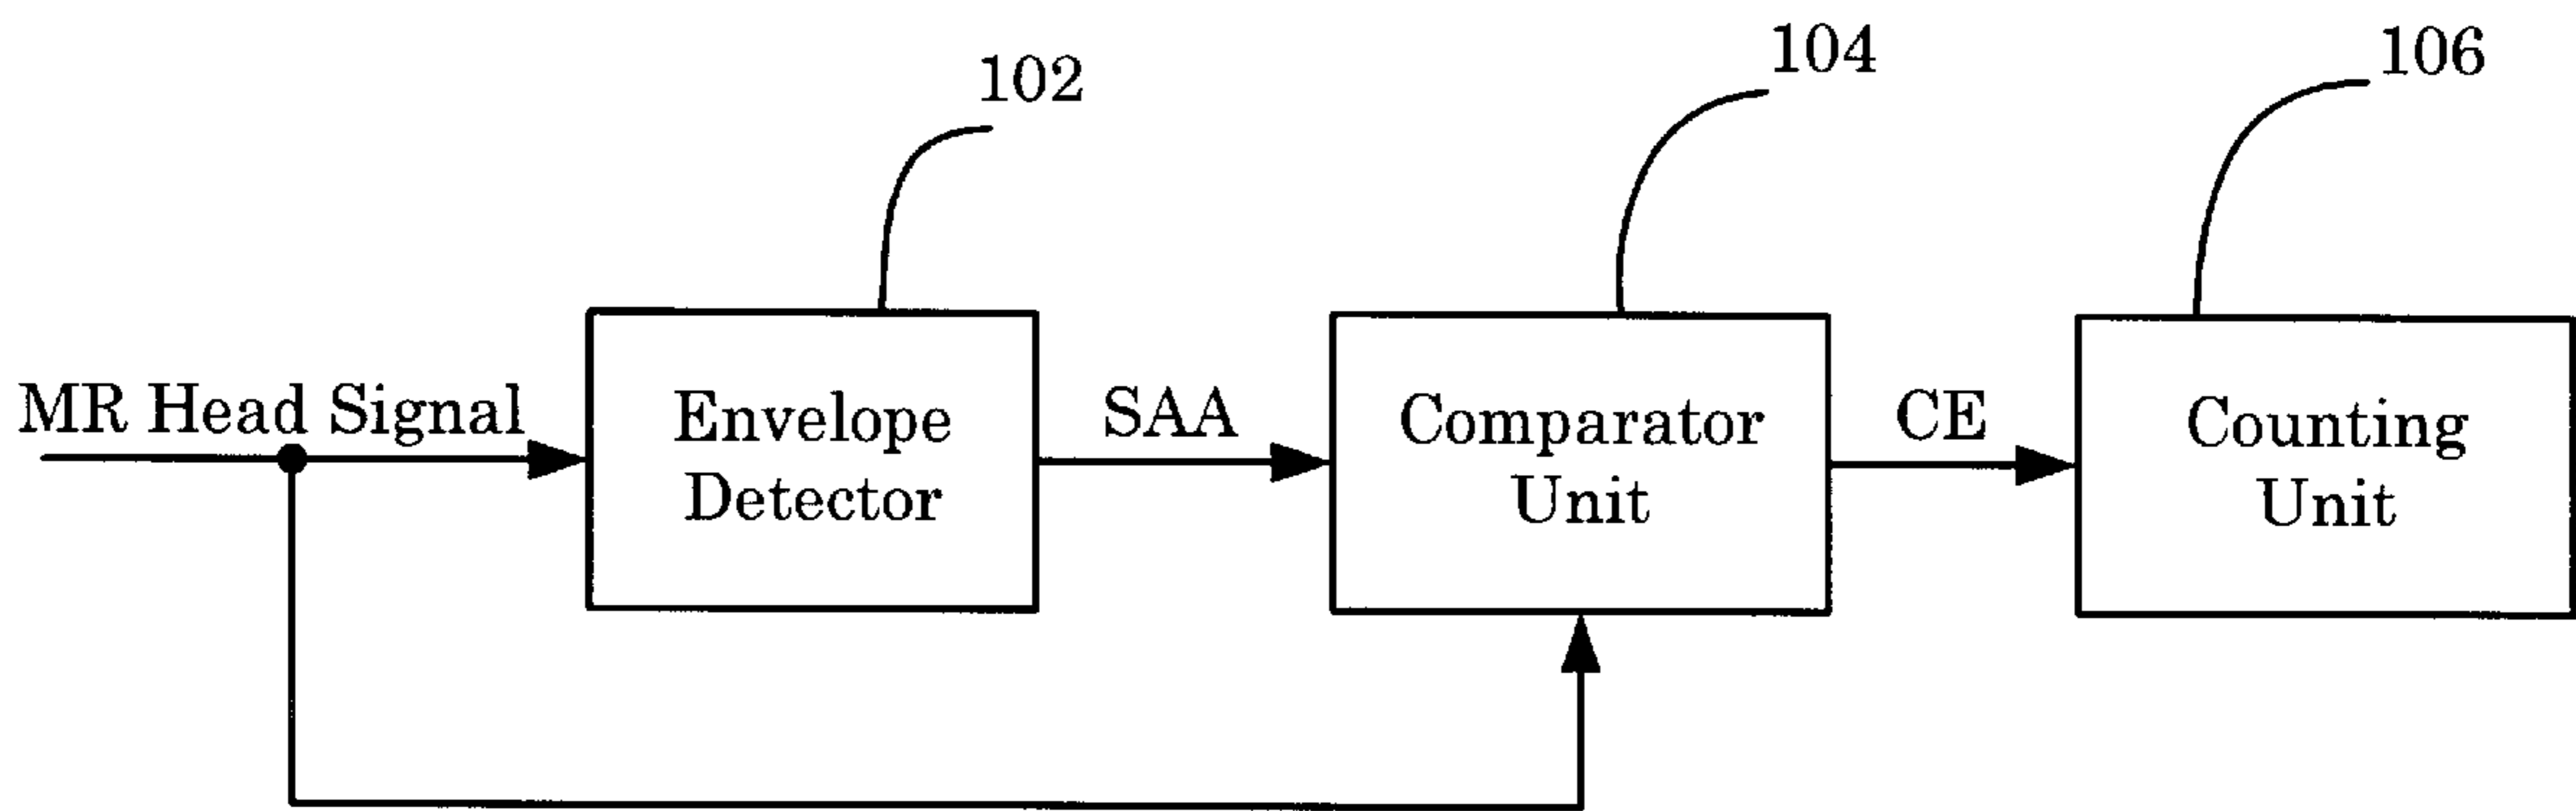 102
104
106
MR Head Signal
Envelope
Detector
SAA
Comparator
Unit
CE
Counting
Unit